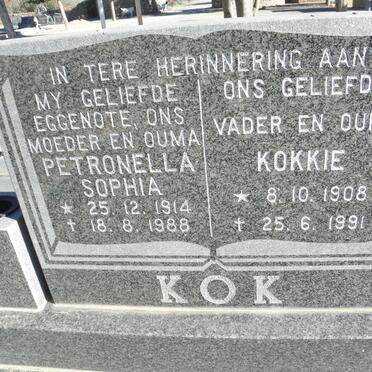 IN TERE HERINNERING AAN
MY GELIEFDE
EGGENOTE, ONS
MOEDER EN OUMA
PETRONELLA
SOPHIA
* 25. 12. 1914
† 18. 8. 1988
ONS GELIEFD
VADER EN OU
KOKKIE
* 8. 10. 1908
† 25. 6. 1991
KOK